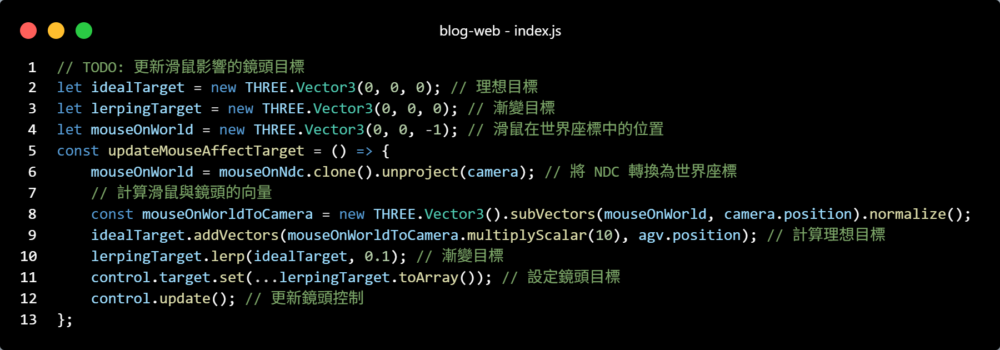 blog-web - index.js
1 // TODO: 更新滑鼠影響的鏡頭目標
2 let idealTarget = new THREE.Vector3(0, 0, 0); // 理想目標
3 let lerpingTarget = new THREE.Vector3(0, 0, 0); // 漸變目標
4 let mouseOnWorld = new THREE.Vector3(0, 0, -1); // 滑鼠在世界座標中的位置
5 const updateMouseAffectTarget = () => {
6     mouseOnWorld = mouseOnNdc.clone().unproject(camera); // 將 NDC 轉換為世界座標
7     // 計算滑鼠與鏡頭的向量
8     const mouseOnWorldToCamera = new THREE.Vector3().subVectors(mouseOnWorld, camera.position).normalize();
9     idealTarget.addVectors(mouseOnWorldToCamera.multiplyScalar(10), agv.position); // 計算理想目標
10     lerpingTarget.lerp(idealTarget, 0.1); // 漸變目標
11     control.target.set(...lerpingTarget.toArray()); // 設定鏡頭目標
12     control.update(); // 更新鏡頭控制
13 };